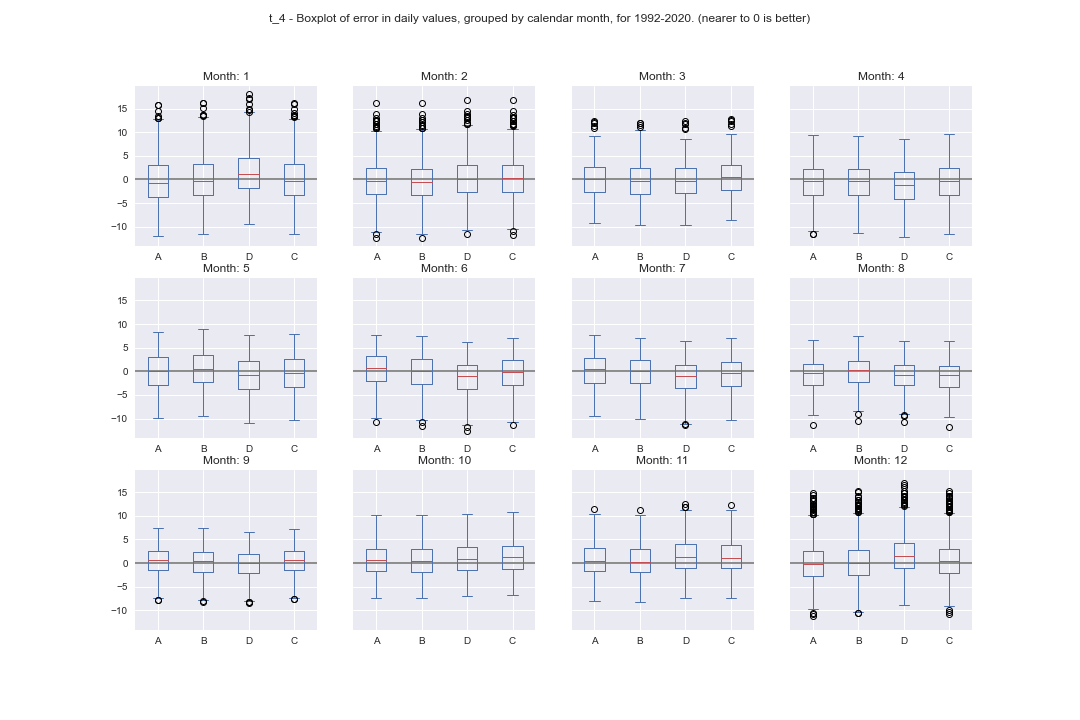 t_4 - Boxplot of error in daily values, grouped by calendar month, for 1992-2020. (nearer to 0 is better)
Month: 1 Month: 2 Month: 3 Month: 4
15
10
5
0
−5
−10
A B D C A B D C A B D C A B D C
Month: 5 Month: 6 Month: 7 Month: 8
15
10
5
0
−5
−10
A B D C A B D C A B D C A B D C
Month: 9 Month: 10 Month: 11 Month: 12
15
10
5
0
−5
−10
A B D C A B D C A B D C A B D C